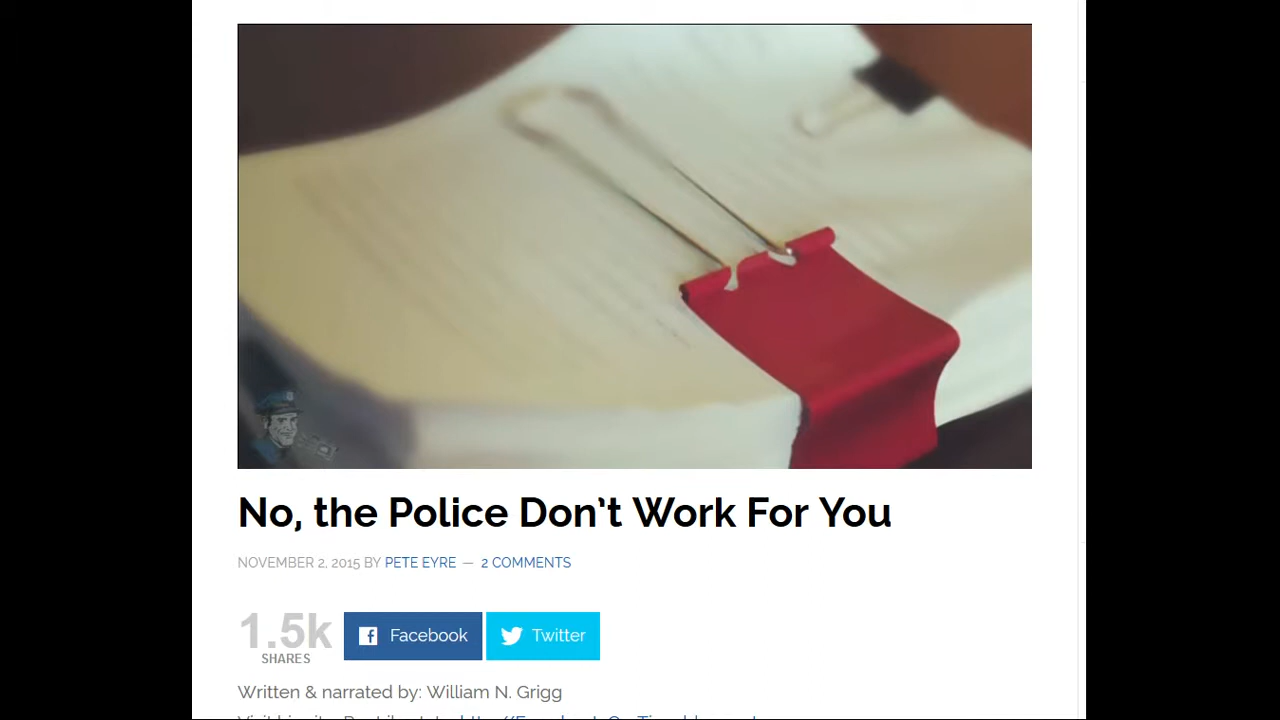 No, the Police Don't Work For You
NOVEMBER 2, 2015 BY PETE EYRE — 2 COMMENTS
1.5k
SHARES
Facebook
Twitter
Written & narrated by: William N. Grigg